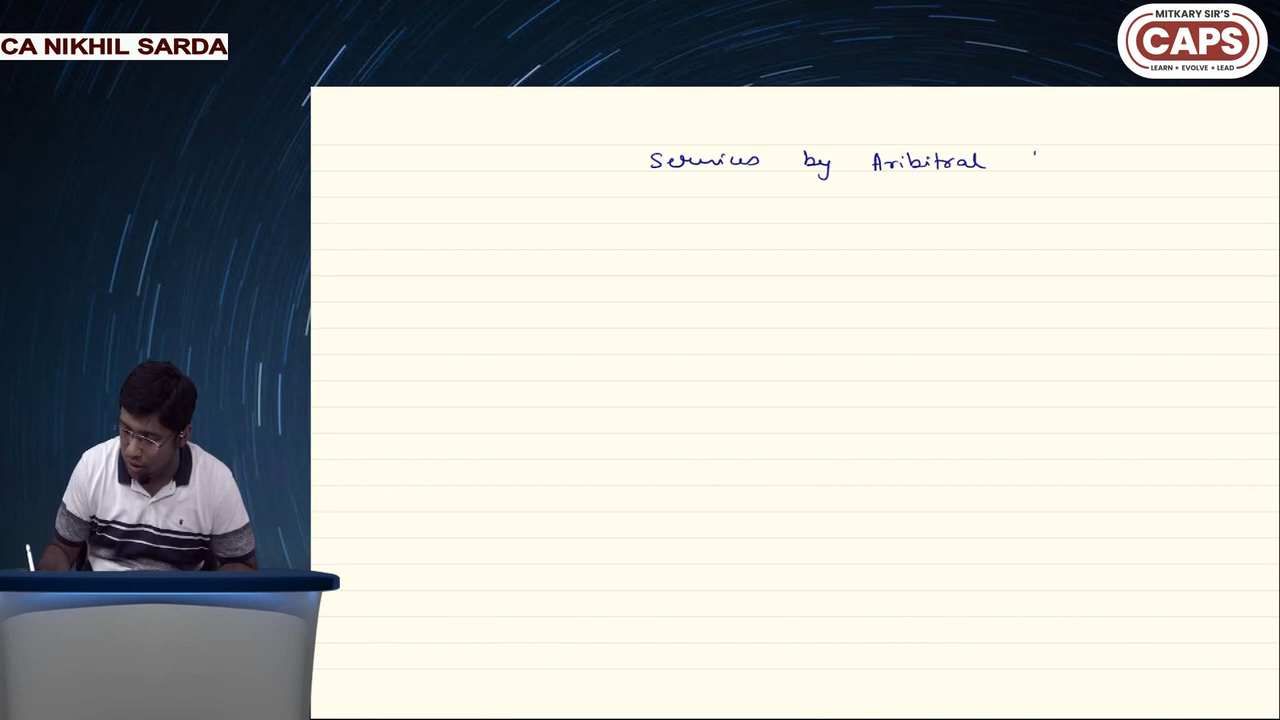 CA NIKHIL SARDA
MITKARY SIR'S
CAPS
LEARN • EVOLVE • LEAD
Services by Aribitral